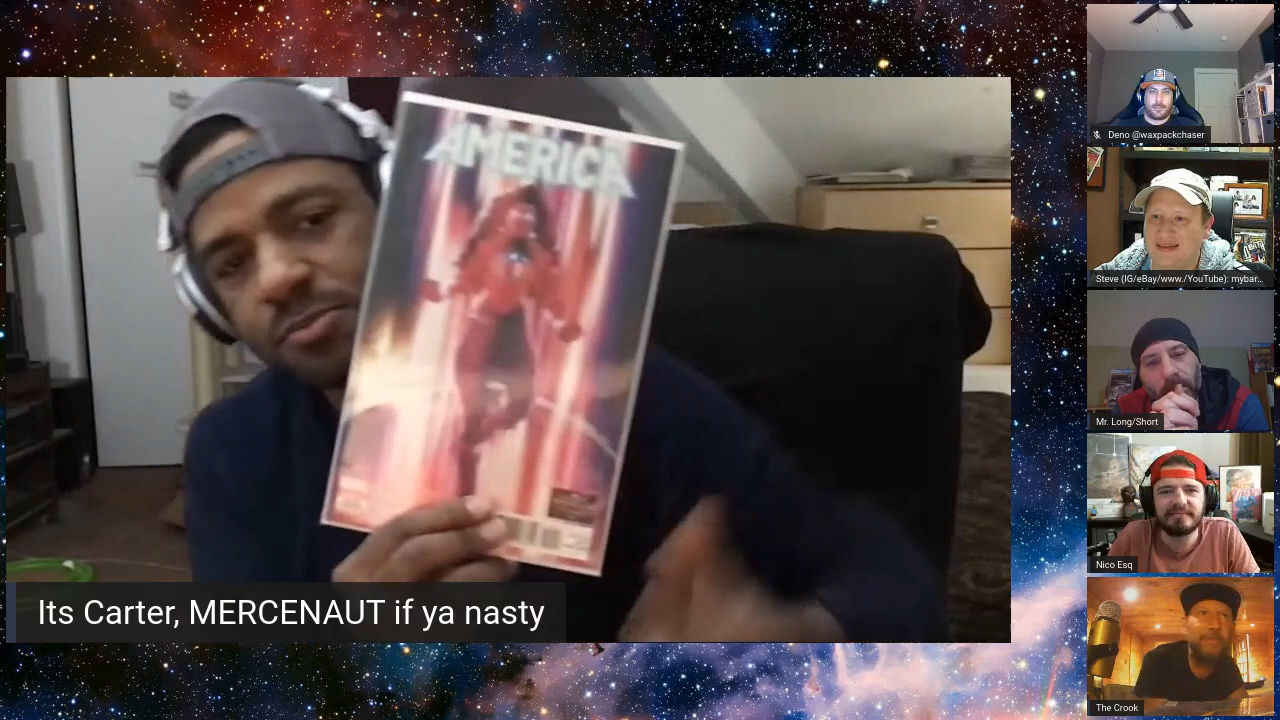 AMERICA
Its Carter, MERCENAUT if ya nasty
Deno @waxpackchaser
Steve (IG/eBay/www./YouTube): mybar...
Mr. Long/Short
Nico Esq
The Crook